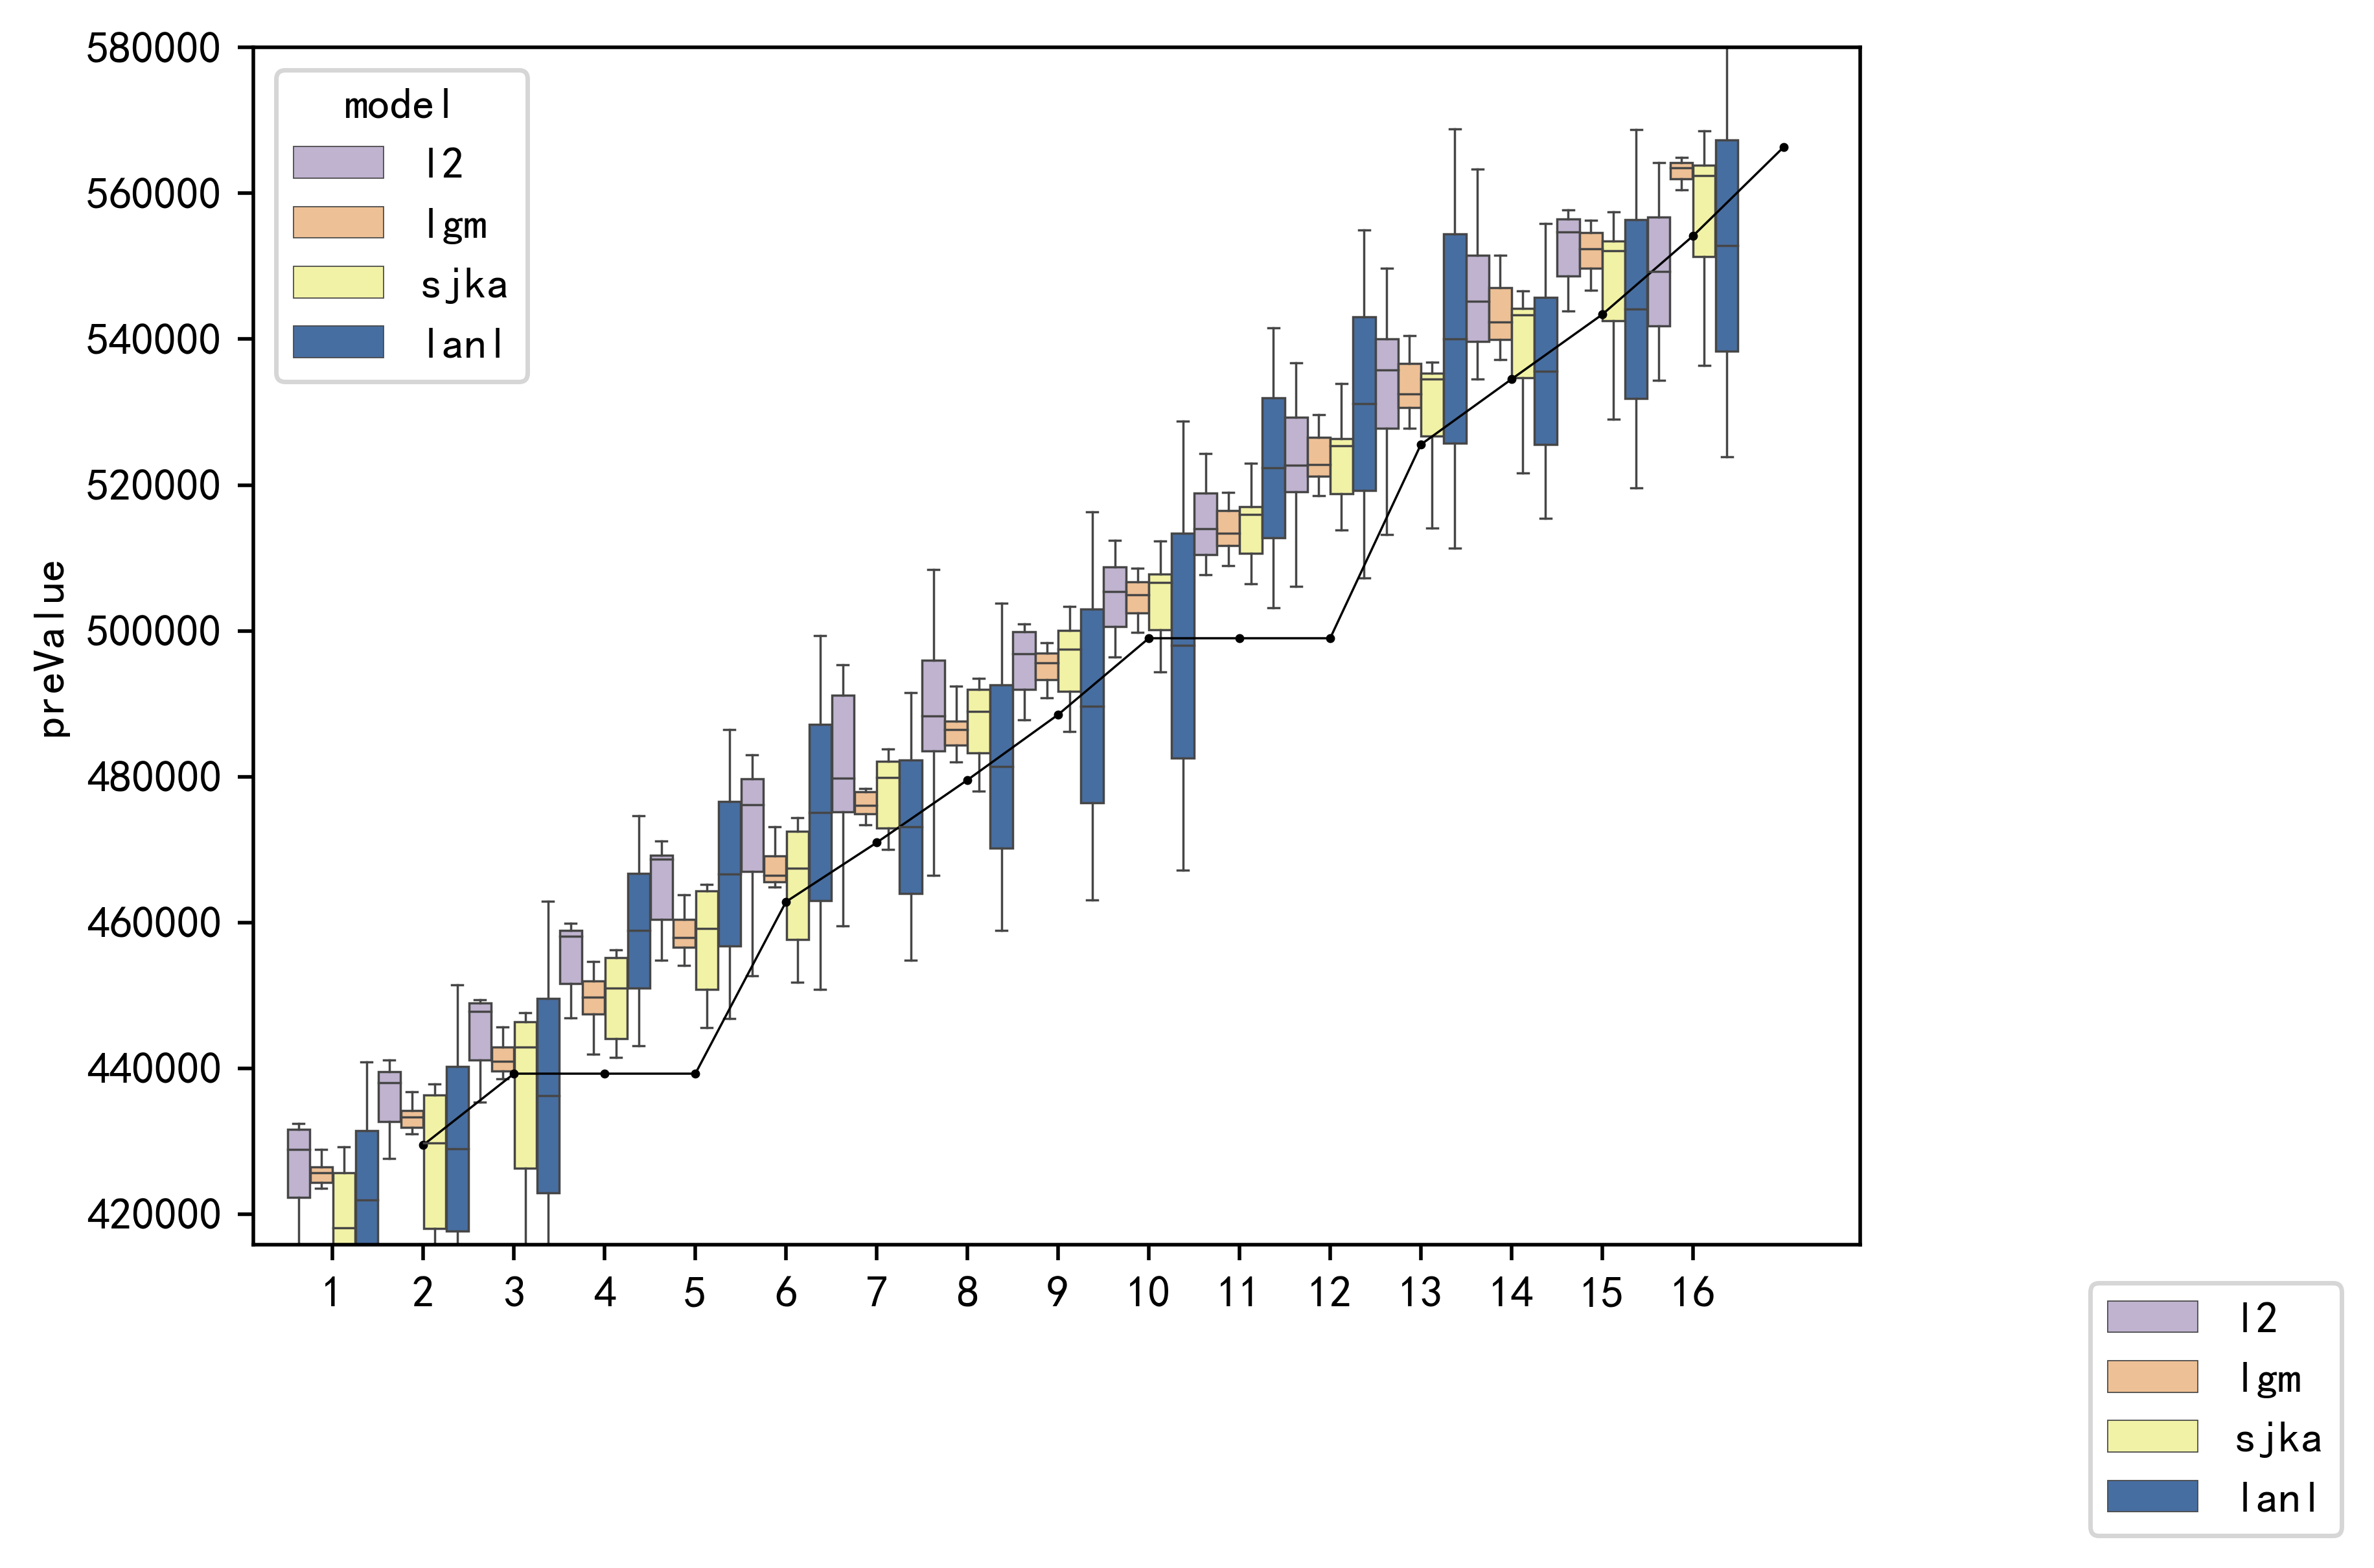 580000
560000
540000
520000
500000
480000
460000
440000
420000
preValue
model
l2
lgm
sjka
lanl
1 2 3 4 5 6 7 8 9 10 11 12 13 14 15 16
l2
lgm
sjka
lanl